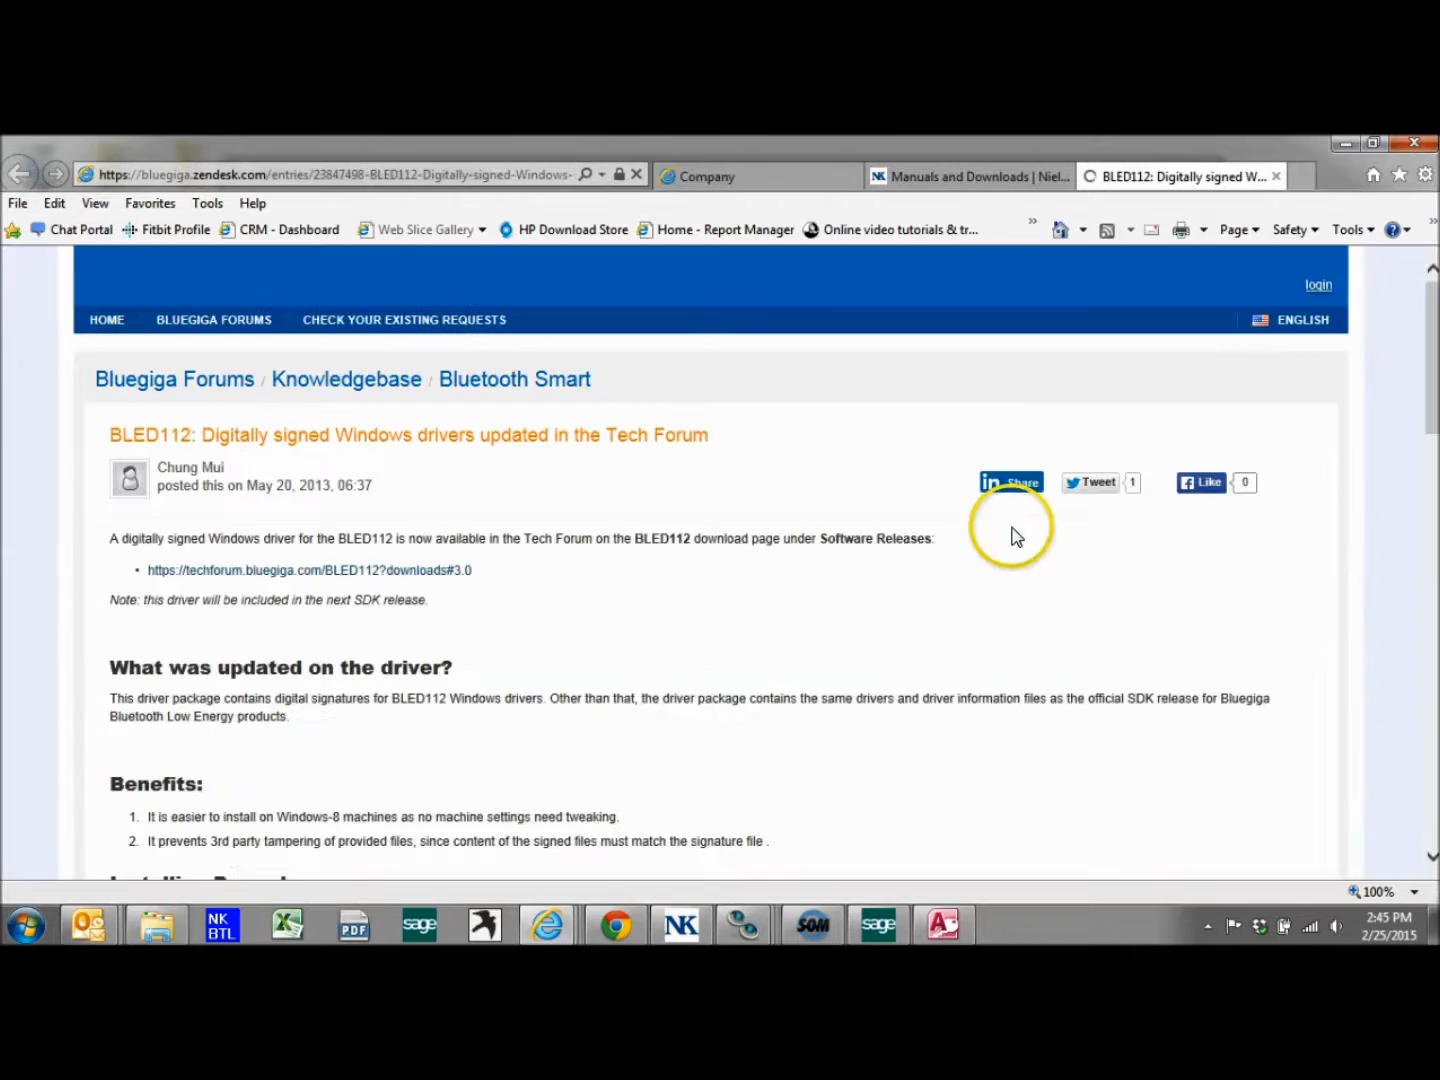 https://bluegiga.zendesk.com/entries/23847498-BLED112-Digitally-signed-Windows-
Company
NK Manuals and Downloads | Niel...
BLED112: Digitally signed W...
File Edit View Favorites Tools Help
Chat Portal Fitbit Profile CRM - Dashboard Web Slice Gallery HP Download Store Home - Report Manager Online video tutorials & tr... » Page Safety Tools »
login
HOME BLUEGIGA FORUMS CHECK YOUR EXISTING REQUESTS ENGLISH
Bluegiga Forums / Knowledgebase / Bluetooth Smart
BLED112: Digitally signed Windows drivers updated in the Tech Forum
Chung Mui
posted this on May 20, 2013, 06:37
in Share Tweet 1 Like 0
A digitally signed Windows driver for the BLED112 is now available in the Tech Forum on the BLED112 download page under Software Releases:
• https://techforum.bluegiga.com/BLED112?downloads#3.0
Note: this driver will be included in the next SDK release.
What was updated on the driver?
This driver package contains digital signatures for BLED112 Windows drivers. Other than that, the driver package contains the same drivers and driver information files as the official SDK release for Bluegiga
Bluetooth Low Energy products.
Benefits:
1. It is easier to install on Windows-8 machines as no machine settings need tweaking.
2. It prevents 3rd party tampering of provided files, since content of the signed files must match the signature file .
100%
NK
BTL
PDF
sage
NK
SOM
sage
2:45 PM
2/25/2015